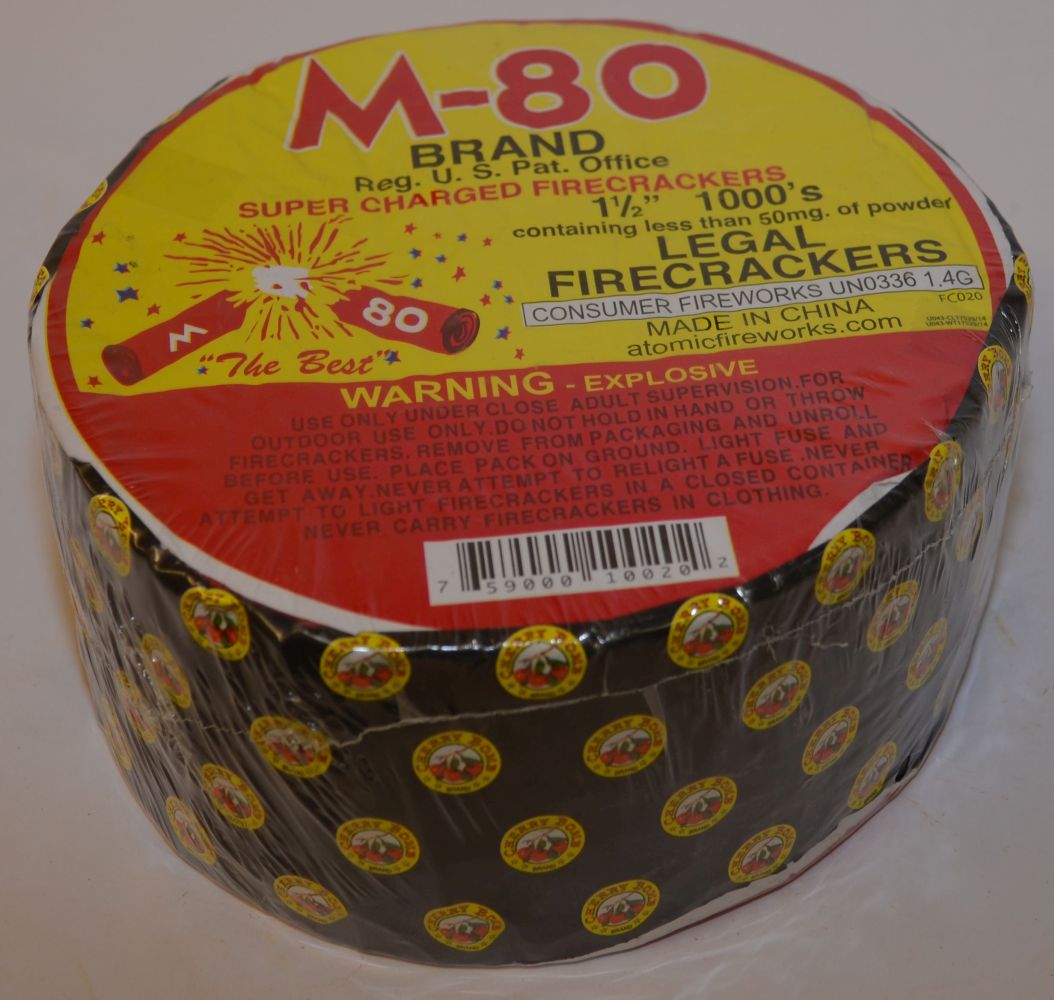 M-80
BRAND
Reg. U. S. Pat. Office
SUPER CHARGED FIRECRACKERS
1½" 1000's
containing less than 50mg. of powder
LEGAL
FIRECRACKERS
CONSUMER FIREWORKS UN0336 1.4G
FC020
MADE IN CHINA
atomicfireworks.com
M 80
"The Best"
WARNING - EXPLOSIVE
USE ONLY UNDER CLOSE ADULT SUPERVISION.FOR
OUTDOOR USE ONLY.DO NOT HOLD IN HAND OR THROW
FIRECRACKERS. REMOVE FROM PACKAGING AND UNROLL
BEFORE USE. PLACE PACK ON GROUND. LIGHT FUSE AND
GET AWAY.NEVER ATTEMPT TO RELIGHT A FUSE .NEVER
ATTEMPT TO LIGHT FIRECRACKERS IN A CLOSED CONTAINER
NEVER CARRY FIRECRACKERS IN CLOTHING.
7 59000 10020 2
CHERRY BOMB
BRAND